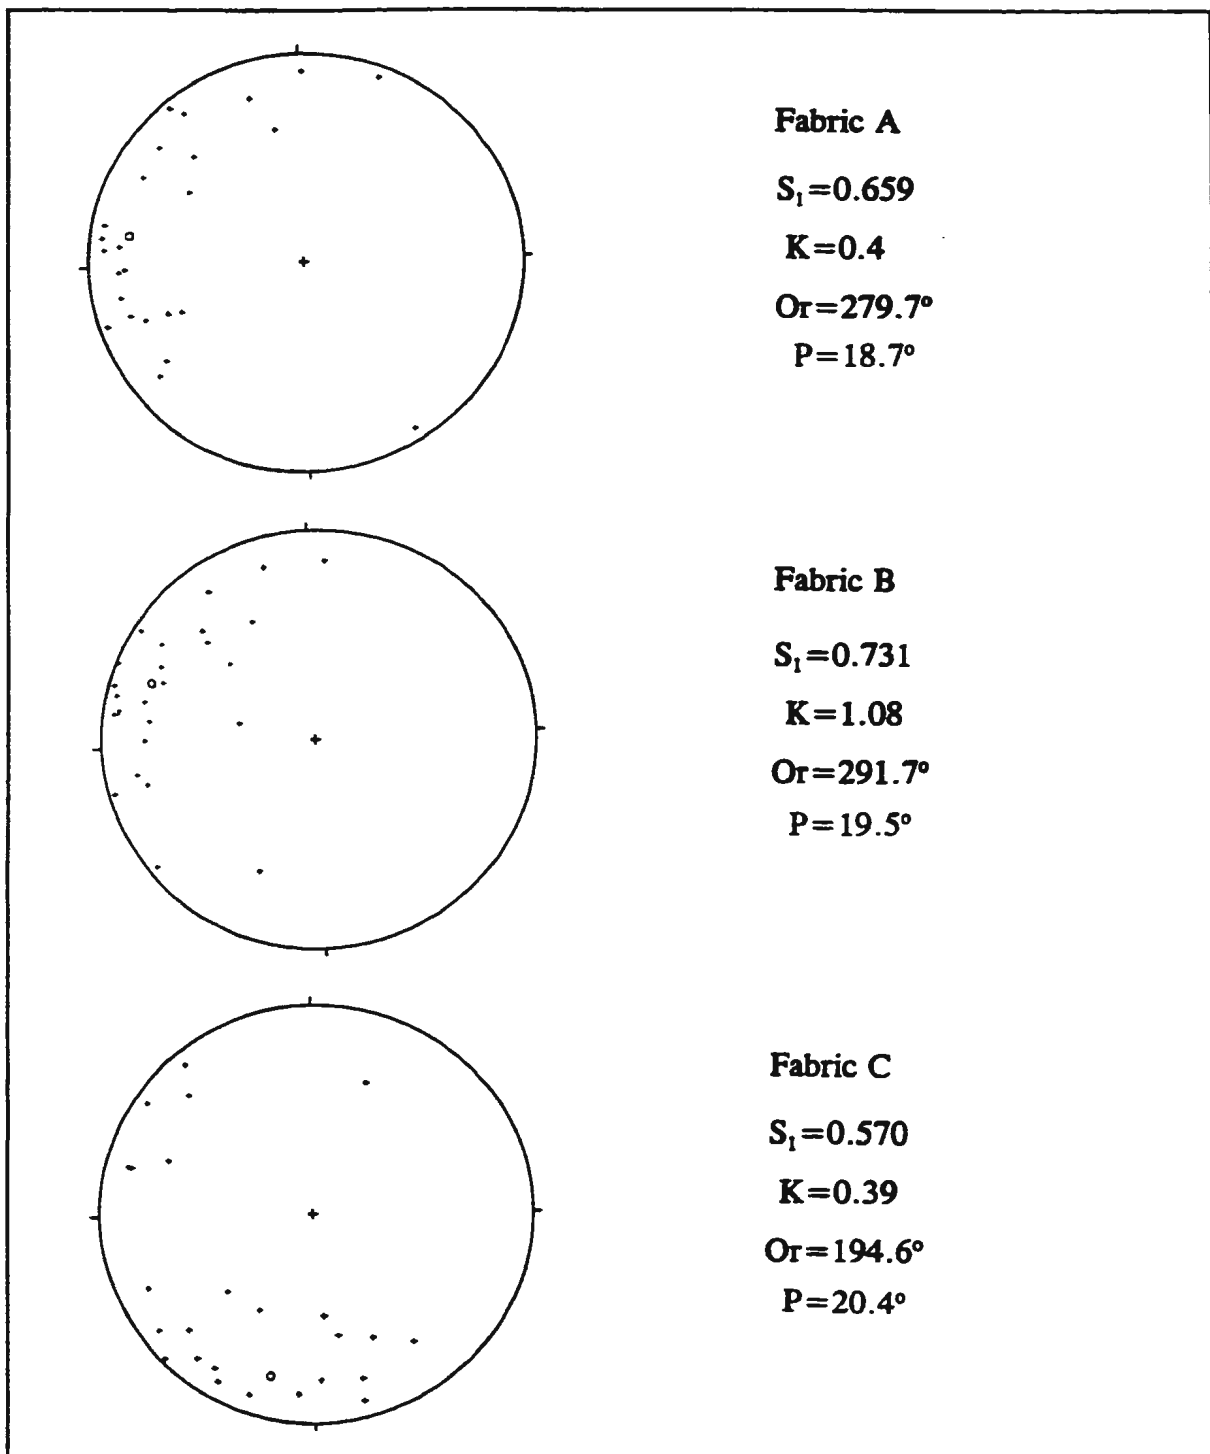 Fabric A
S₁=0.659
K=0.4
Or=279.7°
P=18.7°
Fabric B
S₁=0.731
K=1.08
Or=291.7°
P=19.5°
Fabric C
S₁=0.570
K=0.39
Or=194.6°
P=20.4°